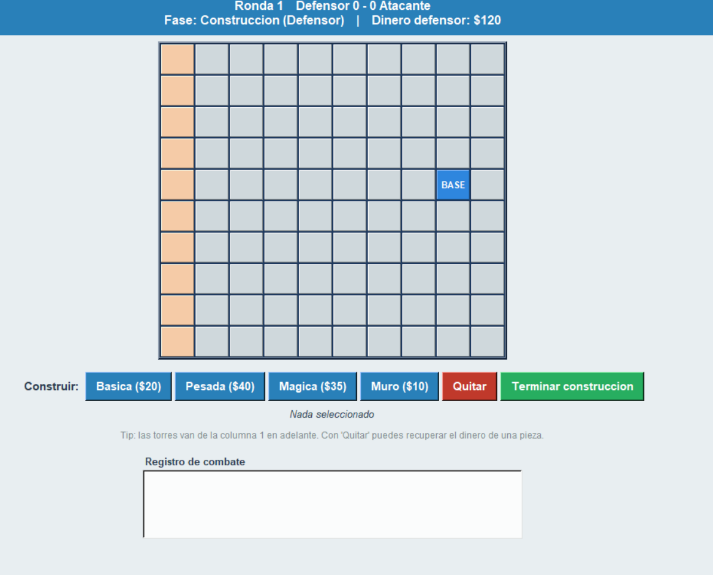 Ronda 1    Defensor 0 - 0 Atacante
Fase: Construccion (Defensor)   |   Dinero defensor: $120
BASE
Construir: Basica ($20) Pesada ($40) Magica ($35) Muro ($10) Quitar Terminar construccion
Nada seleccionado
Tip: las torres van de la columna 1 en adelante. Con 'Quitar' puedes recuperar el dinero de una pieza.
Registro de combate